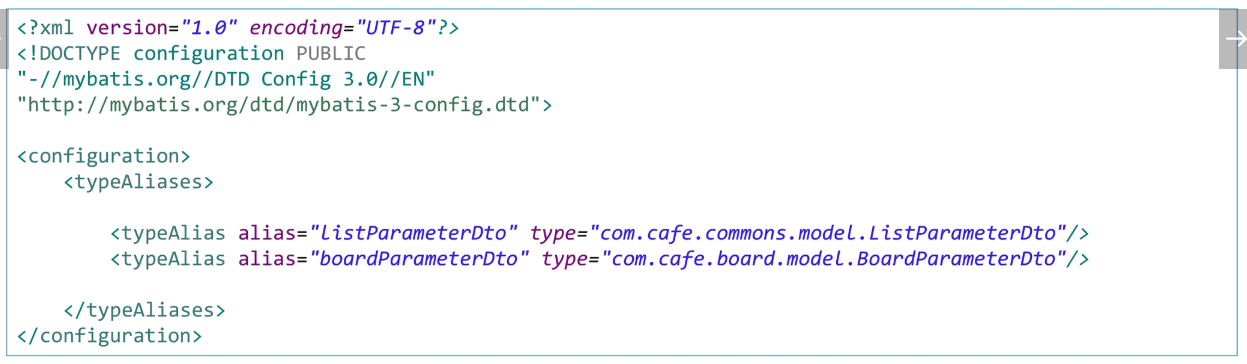 <?xml version="1.0" encoding="UTF-8"?>
<!DOCTYPE configuration PUBLIC
"-//mybatis.org//DTD Config 3.0//EN"
"http://mybatis.org/dtd/mybatis-3-config.dtd">
<configuration>
<typeAliases>
<typeAlias alias="listParameterDto" type="com.cafe.commons.model.ListParameterDto"/>
<typeAlias alias="boardParameterDto" type="com.cafe.board.model.BoardParameterDto"/>
</typeAliases>
</configuration>